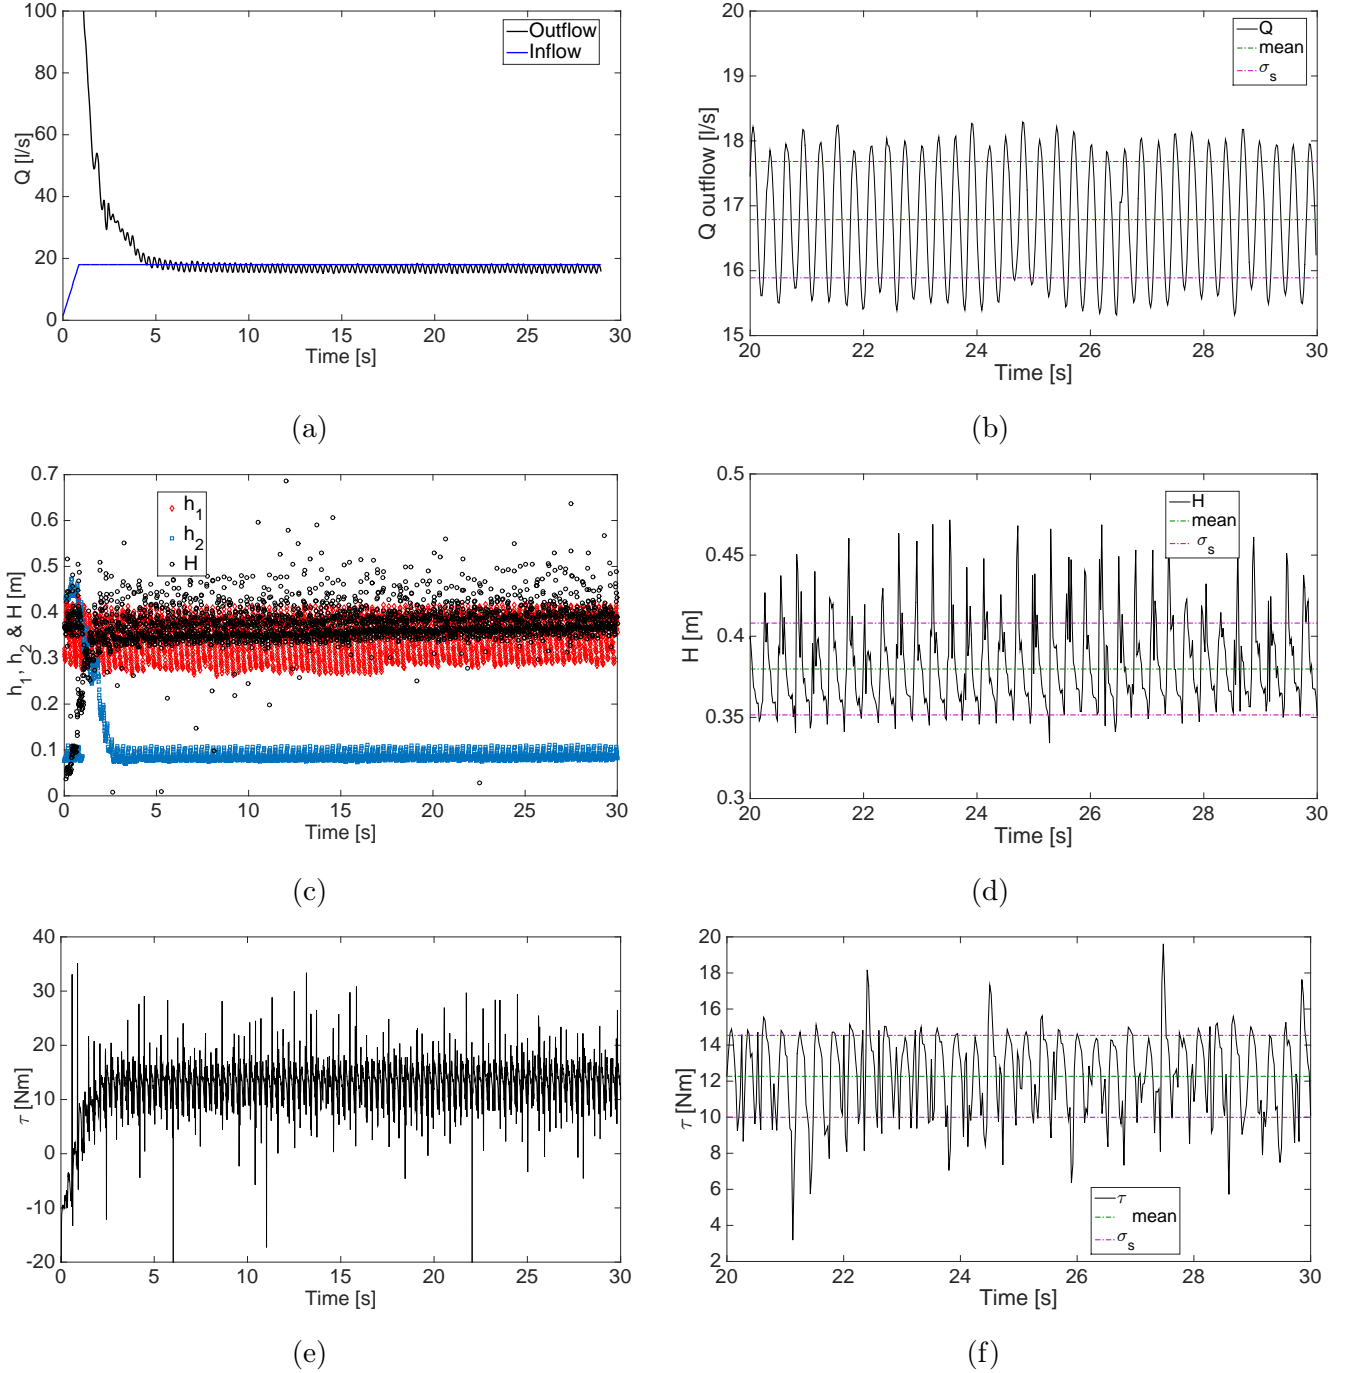 100
80
60
40
20
0
Q [l/s]
0 5 10 15 20 25 30
Time [s]
Outflow
Inflow
(a)
20
19
18
17
16
15
Q outflow [l/s]
20 22 24 26 28 30
Time [s]
Q
mean
σs
(b)
0.7
0.6
0.5
0.4
0.3
0.2
0.1
0
h1, h2 & H [m]
0 5 10 15 20 25 30
Time [s]
h1
h2
H
(c)
0.5
0.45
0.4
0.35
0.3
H [m]
20 22 24 26 28 30
Time [s]
H
mean
σs
(d)
40
30
20
10
0
-10
-20
τ [Nm]
0 5 10 15 20 25 30
Time [s]
(e)
20
18
16
14
12
10
8
6
4
2
τ [Nm]
20 22 24 26 28 30
Time [s]
τ
mean
σs
(f)